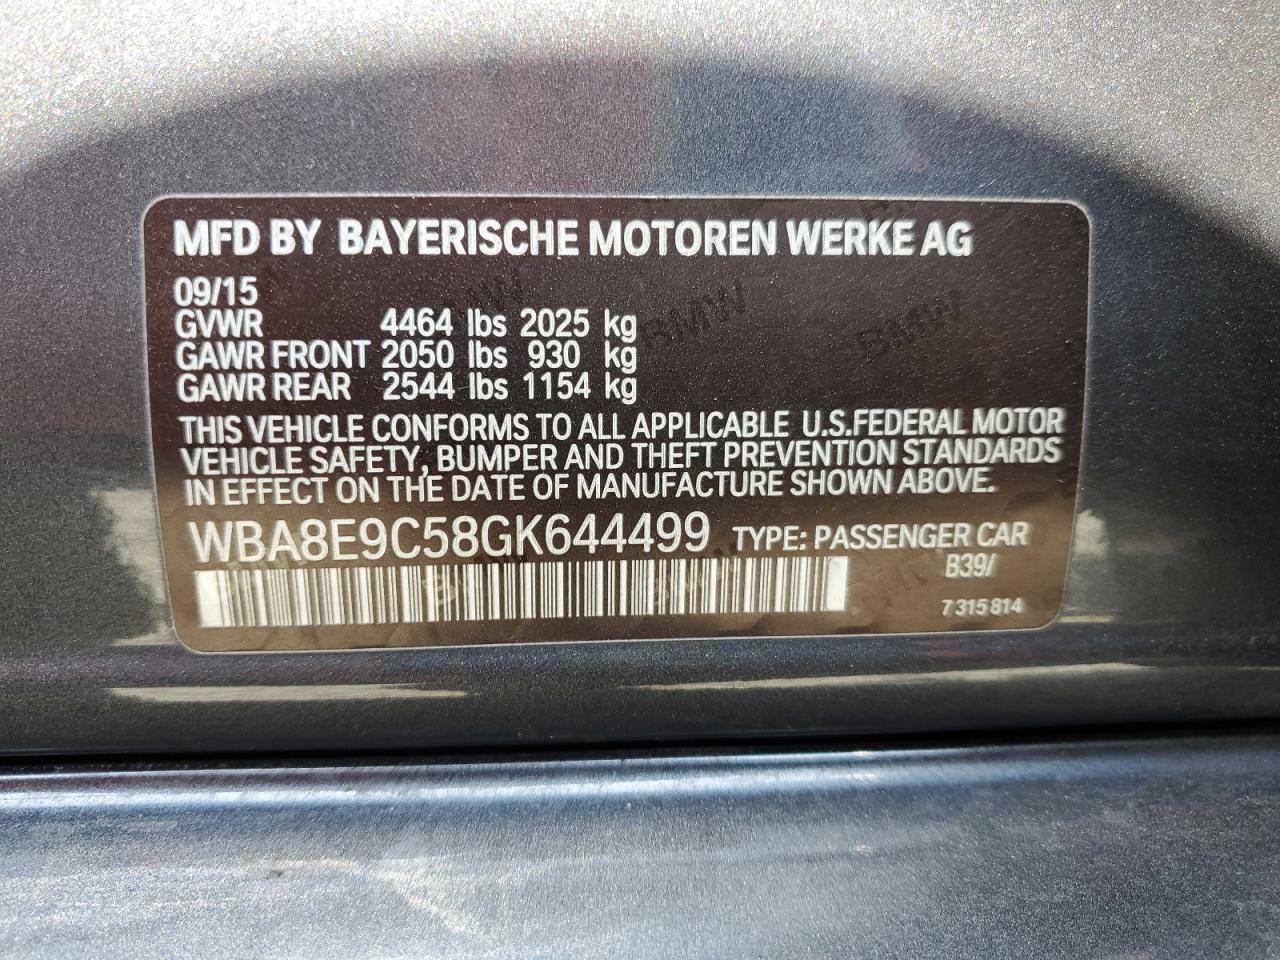 MFD BY BAYERISCHE MOTOREN WERKE AG
09/15
GVWR 4464 lbs 2025 kg
GAWR FRONT 2050 lbs 930 kg
GAWR REAR 2544 lbs 1154 kg
THIS VEHICLE CONFORMS TO ALL APPLICABLE U.S.FEDERAL MOTOR
VEHICLE SAFETY, BUMPER AND THEFT PREVENTION STANDARDS
IN EFFECT ON THE DATE OF MANUFACTURE SHOWN ABOVE.
WBA8E9C58GK644499 TYPE: PASSENGER CAR
B39/
7 315 814
BMW BMW BMW